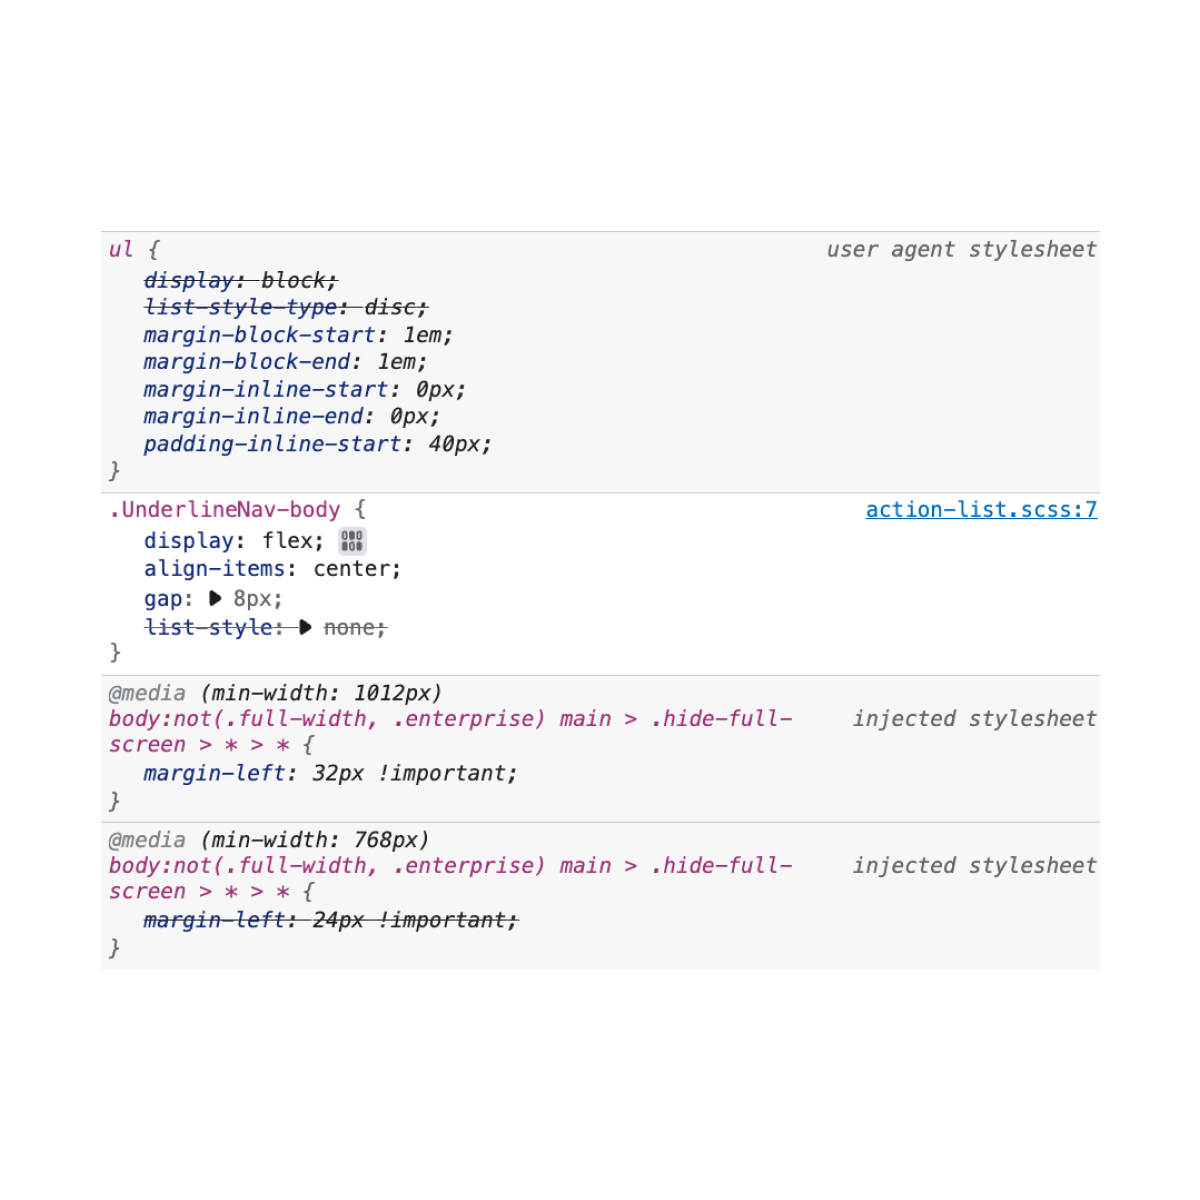 ul { user agent stylesheet
display: block;
list-style-type: disc;
margin-block-start: 1em;
margin-block-end: 1em;
margin-inline-start: 0px;
margin-inline-end: 0px;
padding-inline-start: 40px;
}
.UnderlineNav-body { action-list.scss:7
display: flex;
align-items: center;
gap: ▶ 8px;
list-style: ▶ none;
}
@media (min-width: 1012px)
body:not(.full-width, .enterprise) main > .hide-full- injected stylesheet
screen > * > * {
margin-left: 32px !important;
}
@media (min-width: 768px)
body:not(.full-width, .enterprise) main > .hide-full- injected stylesheet
screen > * > * {
margin-left: 24px !important;
}